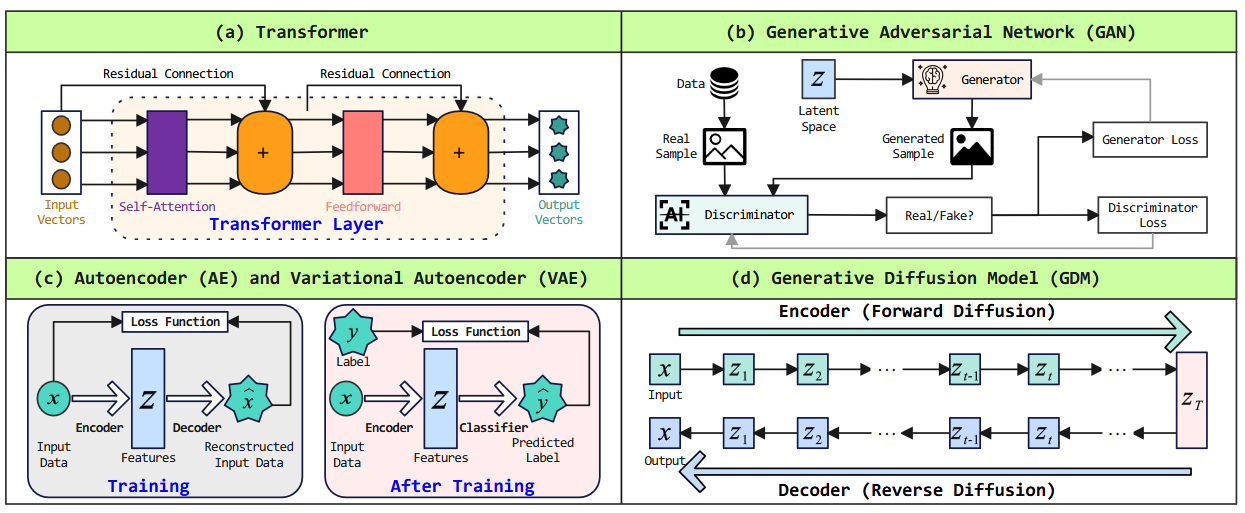 (a) Transformer
Residual Connection
Residual Connection
+
+
Input
Vectors
Self-Attention
Feedforward
Output
Vectors
Transformer Layer
(b) Generative Adversarial Network (GAN)
Data
z
Latent
Space
Generator
Real
Sample
Generated
Sample
Generator Loss
AI
Discriminator
Real/Fake?
Discriminator
Loss
(c) Autoencoder (AE) and Variational Autoencoder (VAE)
Loss Function
x
Encoder
z
Decoder
x̂
Input
Data
Features
Reconstructed
Input Data
Training
y
Label
Loss Function
x
Encoder
z
Classifier
ŷ
Input
Data
Features
Predicted
Label
After Training
(d) Generative Diffusion Model (GDM)
Encoder (Forward Diffusion)
x z₁ z₂ ... zₜ₋₁ zₜ ...
Input
z_T
x z₁ z₂ ... zₜ₋₁ zₜ ...
Output
Decoder (Reverse Diffusion)